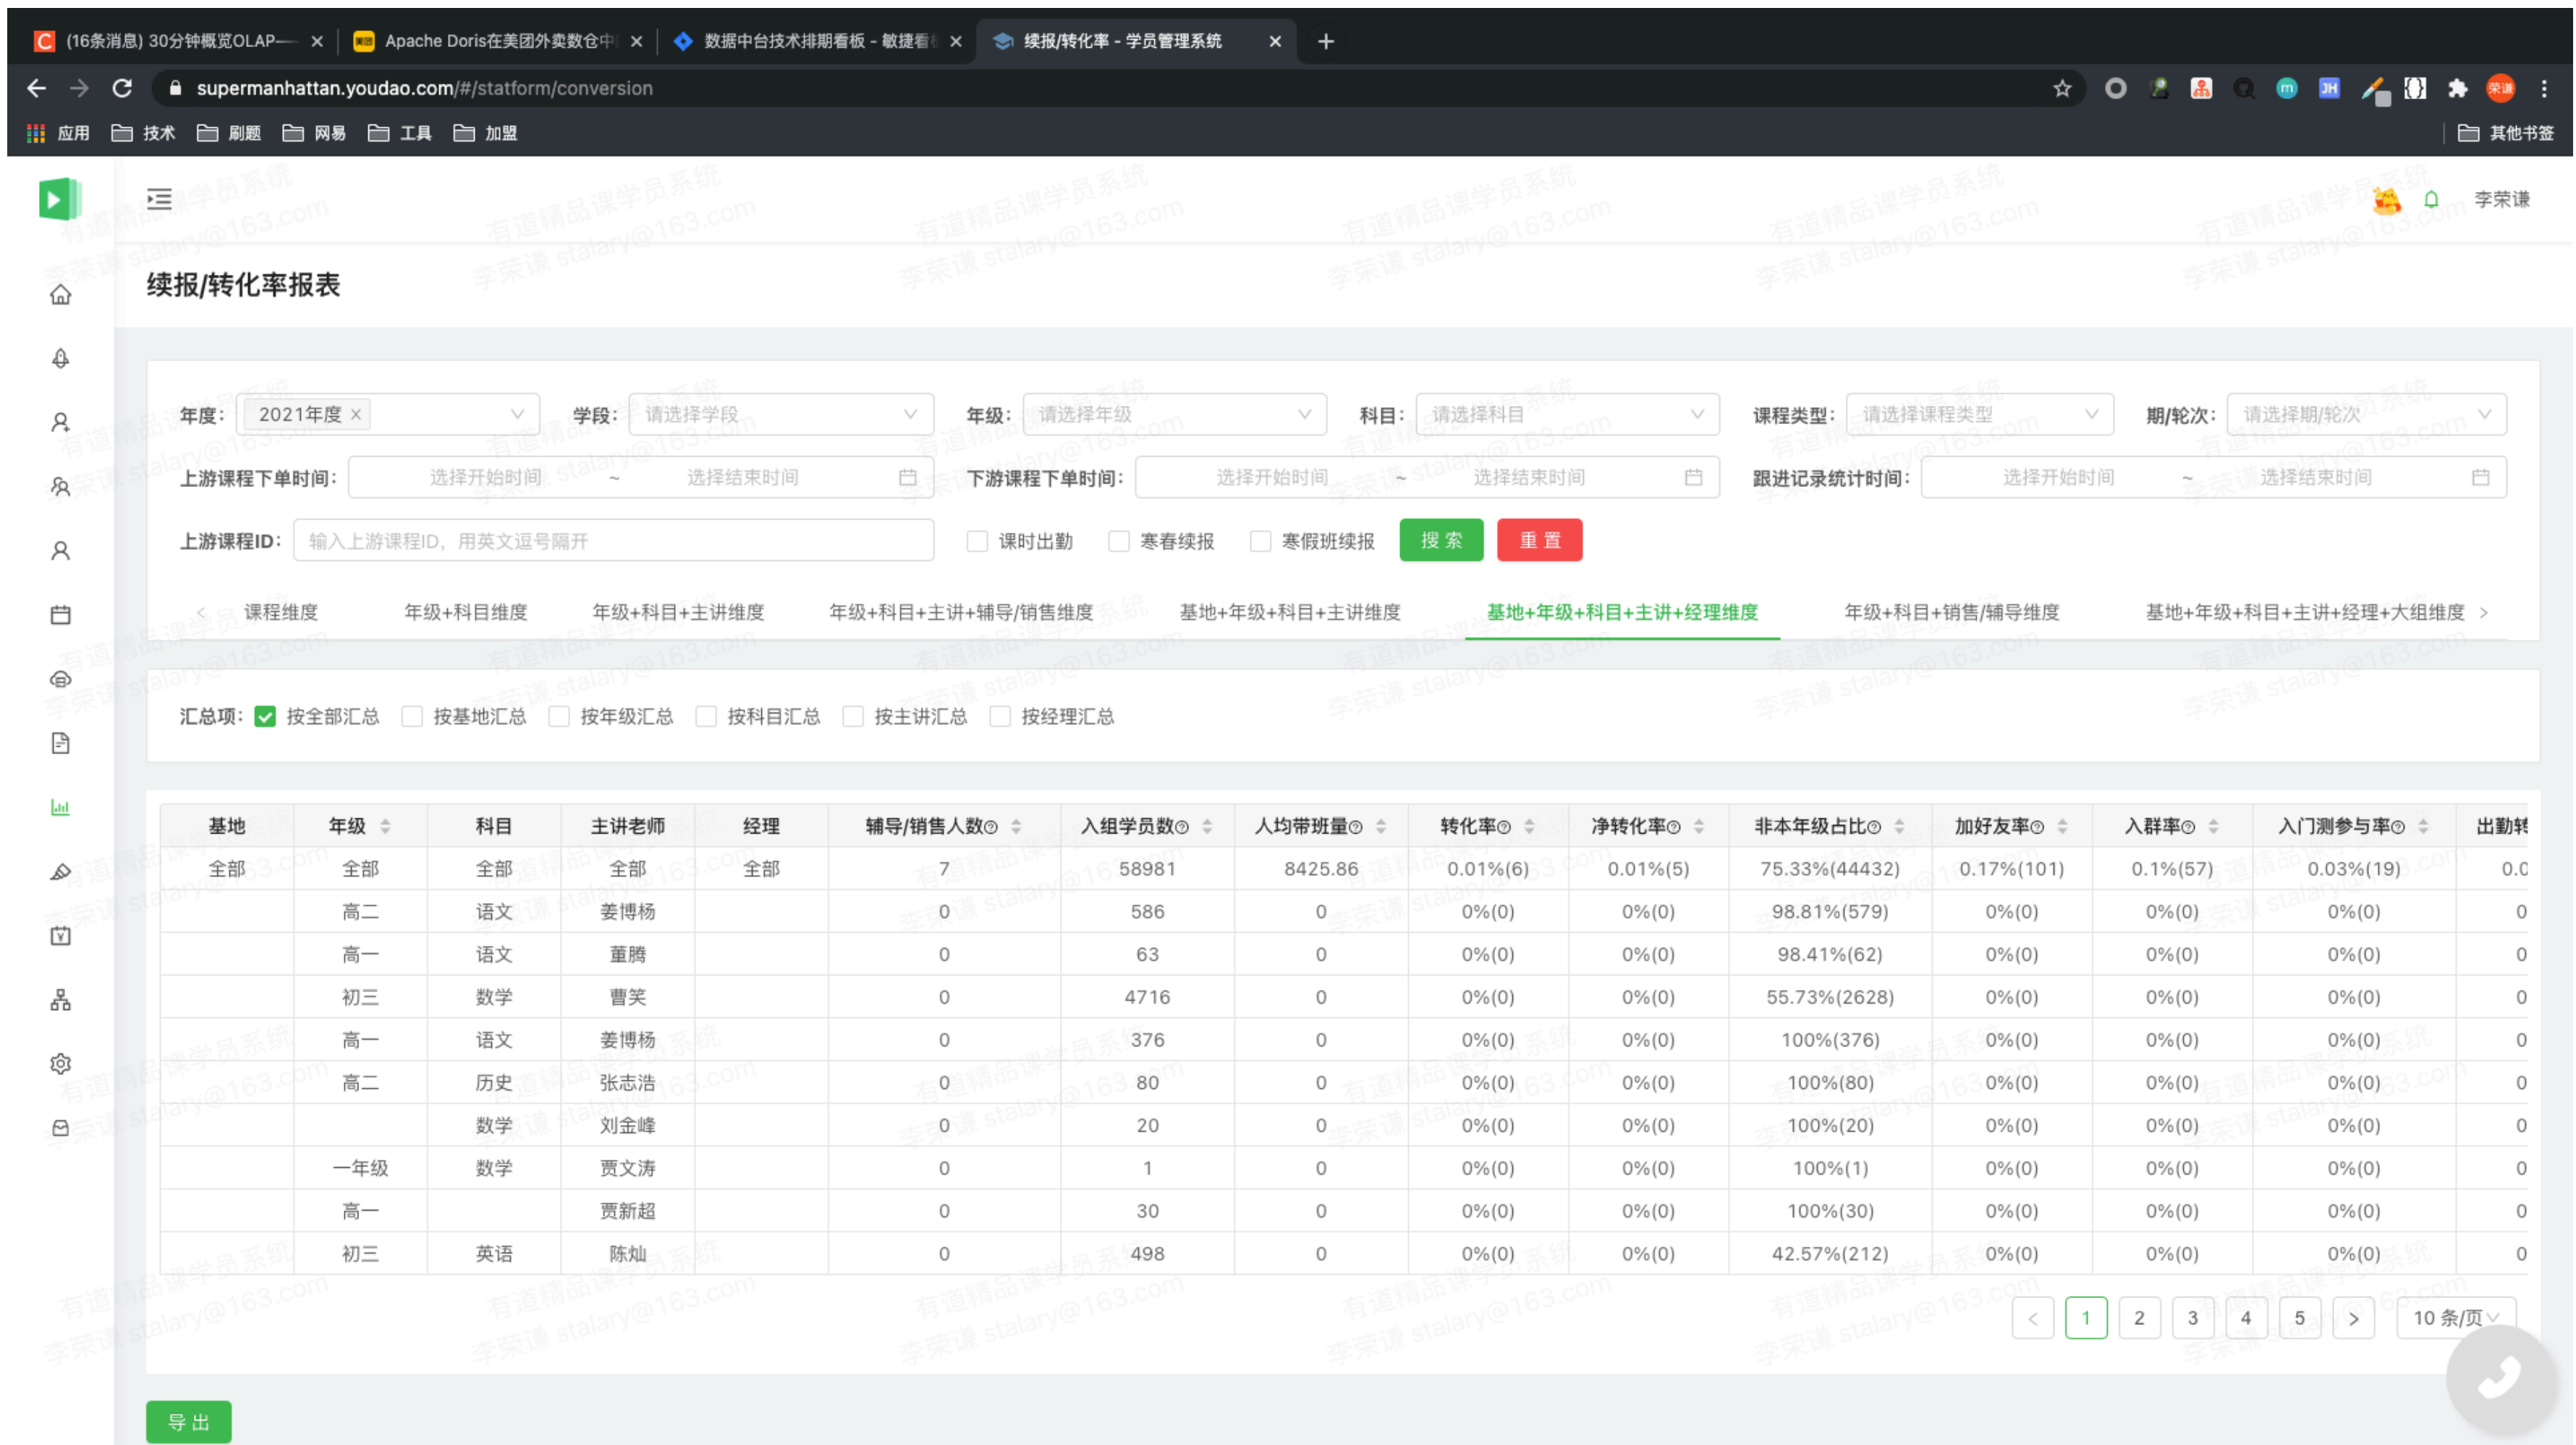 (16条消息) 30分钟概览OLAP——
Apache Doris在美团外卖数仓中
数据中台技术排期看板 - 敏捷看
续报/转化率 - 学员管理系统
supermanhattan.youdao.com/#/statform/conversion
应用 技术 刷题 网易 工具 加盟 其他书签
李荣谦
续报/转化率报表
年度: 2021年度 学段: 请选择学段 年级: 请选择年级 科目: 请选择科目 课程类型: 请选择课程类型 期/轮次: 请选择期/轮次
上游课程下单时间: 选择开始时间 ~ 选择结束时间 下游课程下单时间: 选择开始时间 ~ 选择结束时间 跟进记录统计时间: 选择开始时间 ~ 选择结束时间
上游课程ID: 输入上游课程ID，用英文逗号隔开 课时出勤 寒春续报 寒假班续报 搜 索 重 置
课程维度 年级+科目维度 年级+科目+主讲维度 年级+科目+主讲+辅导/销售维度 基地+年级+科目+主讲维度 基地+年级+科目+主讲+经理维度 年级+科目+销售/辅导维度 基地+年级+科目+主讲+经理+大组维度
汇总项: 按全部汇总 按基地汇总 按年级汇总 按科目汇总 按主讲汇总 按经理汇总
基地 年级 科目 主讲老师 经理 辅导/销售人数 入组学员数 人均带班量 转化率 净转化率 非本年级占比 加好友率 入群率 入门测参与率 出勤转
全部 全部 全部 全部 全部 7 58981 8425.86 0.01%(6) 0.01%(5) 75.33%(44432) 0.17%(101) 0.1%(57) 0.03%(19) 0.0
高二 语文 姜博杨 0 586 0 0%(0) 0%(0) 98.81%(579) 0%(0) 0%(0) 0%(0) 0
高一 语文 董腾 0 63 0 0%(0) 0%(0) 98.41%(62) 0%(0) 0%(0) 0%(0) 0
初三 数学 曹笑 0 4716 0 0%(0) 0%(0) 55.73%(2628) 0%(0) 0%(0) 0%(0) 0
高一 语文 姜博杨 0 376 0 0%(0) 0%(0) 100%(376) 0%(0) 0%(0) 0%(0) 0
高二 历史 张志浩 0 80 0 0%(0) 0%(0) 100%(80) 0%(0) 0%(0) 0%(0) 0
数学 刘金峰 0 20 0 0%(0) 0%(0) 100%(20) 0%(0) 0%(0) 0%(0) 0
一年级 数学 贾文涛 0 1 0 0%(0) 0%(0) 100%(1) 0%(0) 0%(0) 0%(0) 0
高一 贾新超 0 30 0 0%(0) 0%(0) 100%(30) 0%(0) 0%(0) 0%(0) 0
初三 英语 陈灿 0 498 0 0%(0) 0%(0) 42.57%(212) 0%(0) 0%(0) 0%(0) 0
1 2 3 4 5 10 条/页
导 出
有道精品课学员系统
李荣谦 stalary@163.com